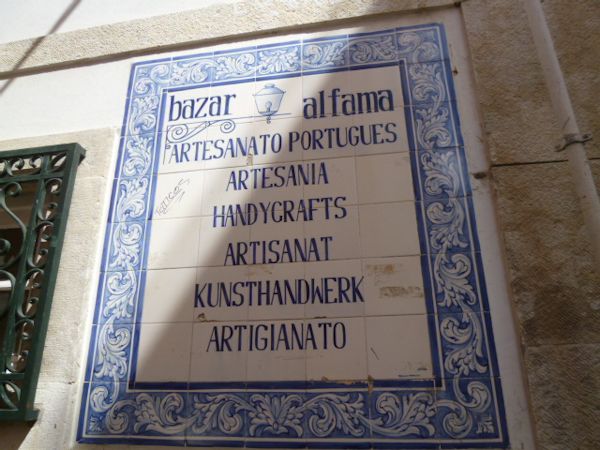 bazar alfama
ARTESANATO PORTUGUES
ARTESANIA
HANDYCRAFTS
ARTISANAT
KUNSTHANDWERK
ARTIGIANATO